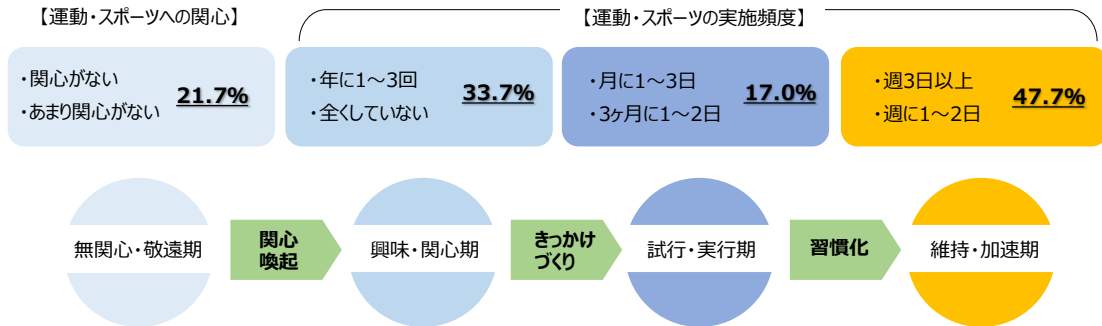 【運動・スポーツへの関心】
【運動・スポーツの実施頻度】
・関心がない
・あまり関心がない
21.7%
・年に1～3回
・全くしていない
33.7%
・月に1～3日
・3ヶ月に1～2日
17.0%
・週3日以上
・週に1～2日
47.7%
無関心・敬遠期
関心
喚起
興味・関心期
きっかけ
づくり
試行・実行期
習慣化
維持・加速期